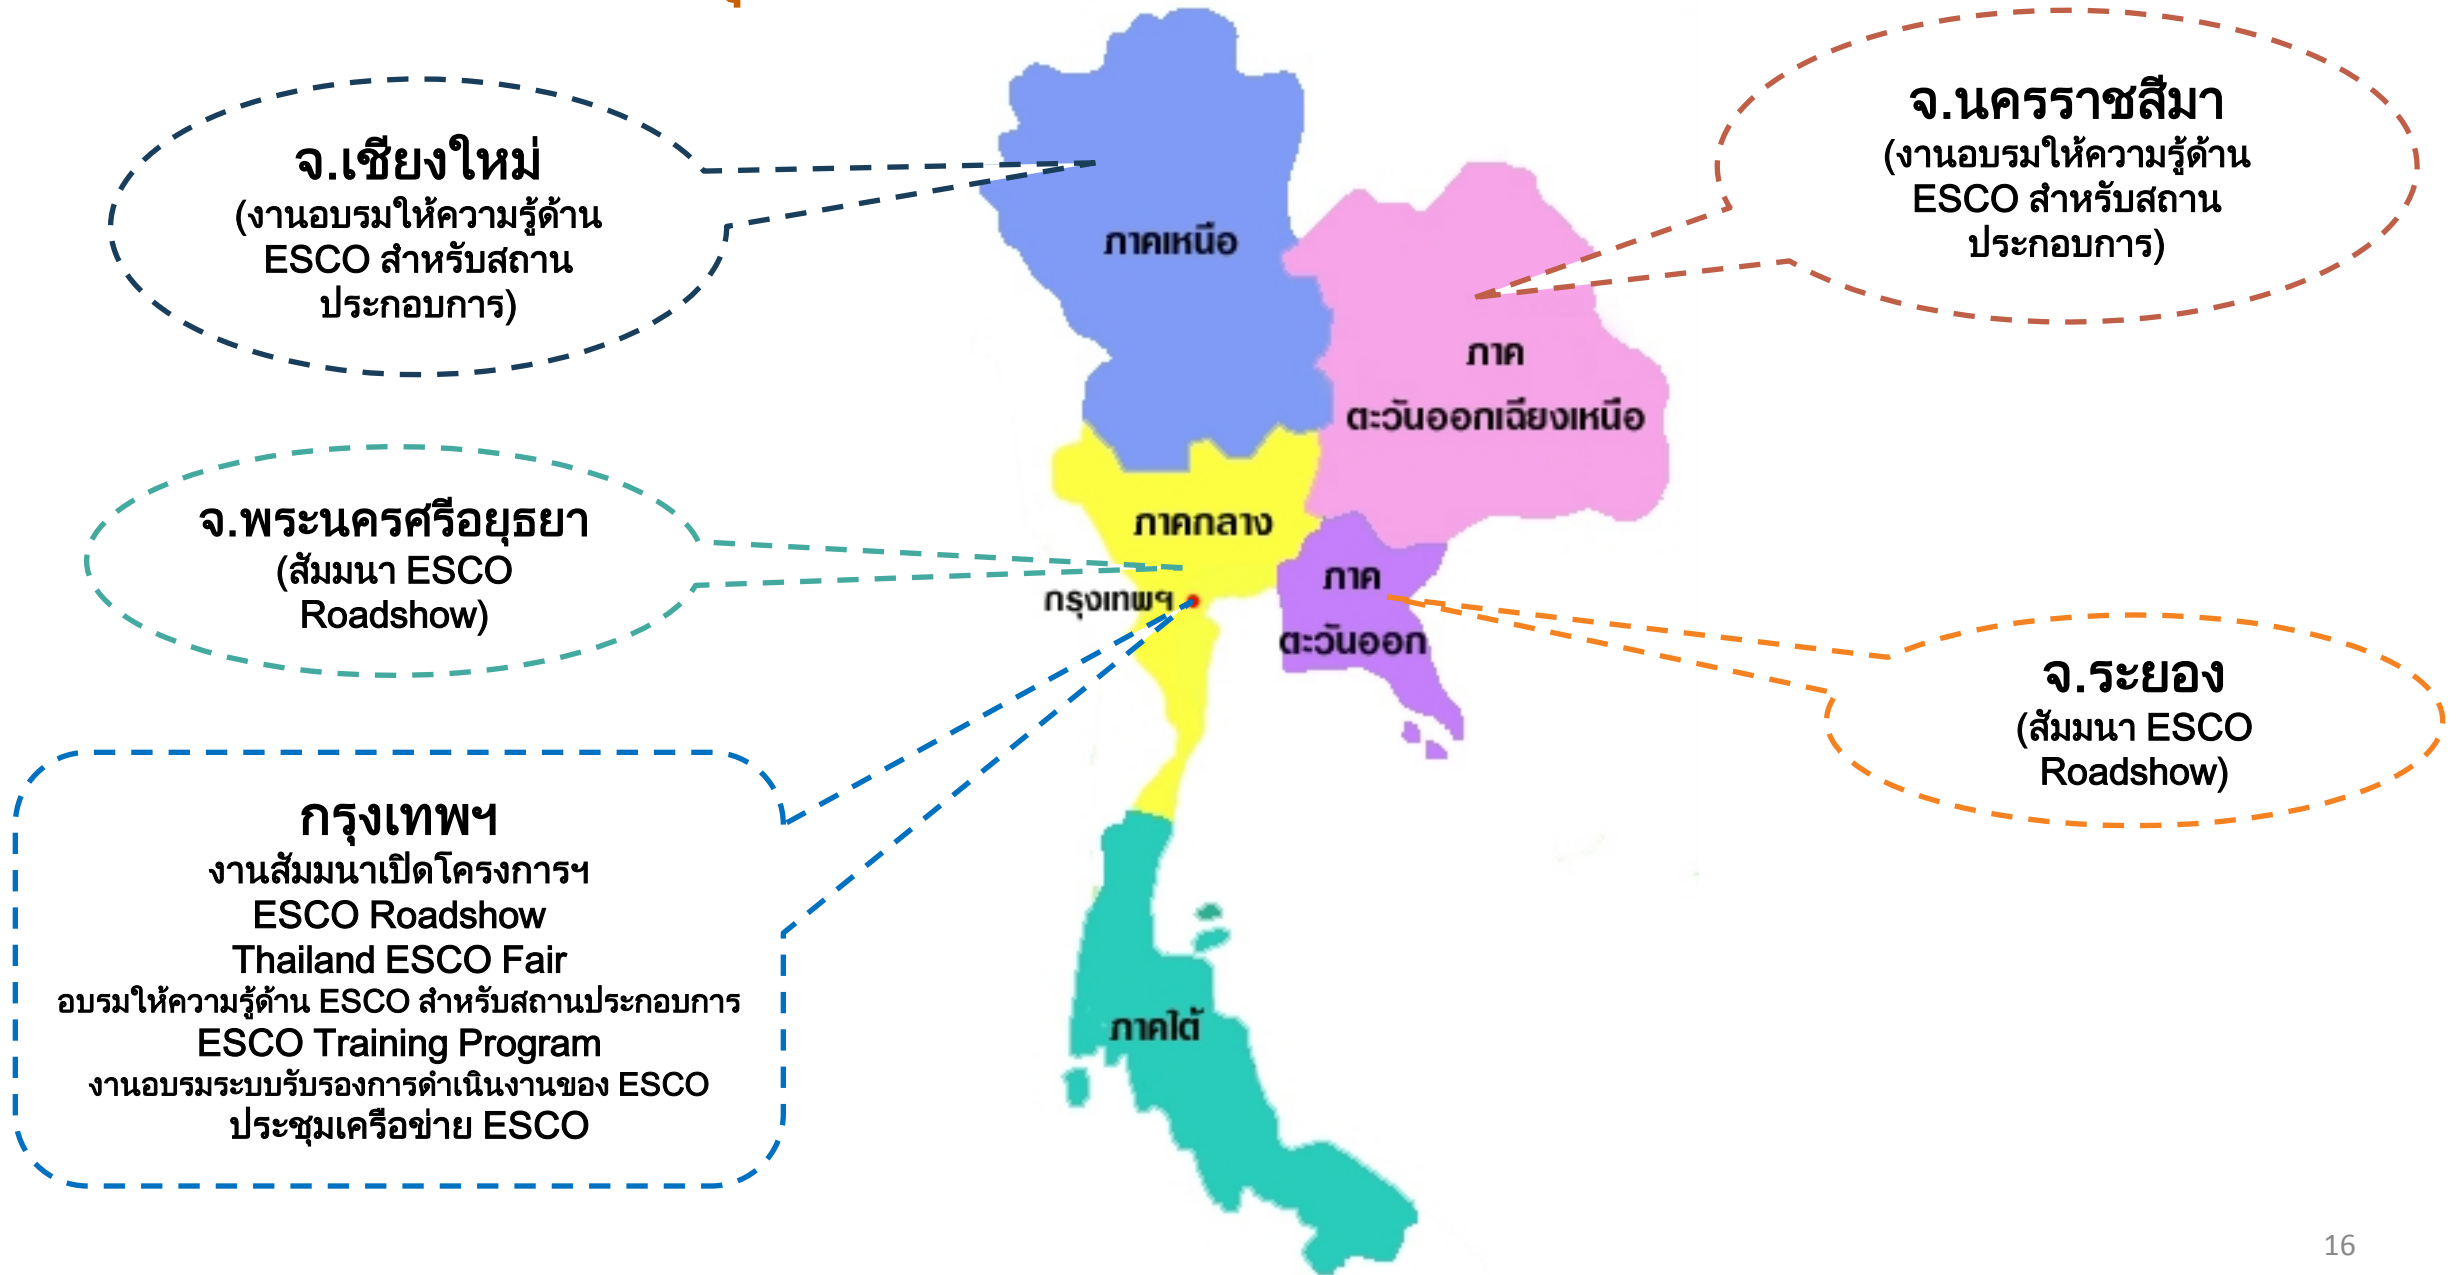 จ.เชียงใหม่
(งานอบรมให้ความรู้ด้าน
ESCO สำหรับสถาน
ประกอบการ)
จ.นครราชสีมา
(งานอบรมให้ความรู้ด้าน
ESCO สำหรับสถาน
ประกอบการ)
ภาคเหนือ
ภาค
ตะวันออกเฉียงเหนือ
จ.พระนครศรีอยุธยา
(สัมมนา ESCO
Roadshow)
ภาคกลาง
กรุงเทพฯ
ภาค
ตะวันออก
จ.ระยอง
(สัมมนา ESCO
Roadshow)
กรุงเทพฯ
งานสัมมนาเปิดโครงการฯ
ESCO Roadshow
Thailand ESCO Fair
อบรมให้ความรู้ด้าน ESCO สำหรับสถานประกอบการ
ESCO Training Program
งานอบรมระบบรับรองการดำเนินงานของ ESCO
ประชุมเครือข่าย ESCO
ภาคใต้
16